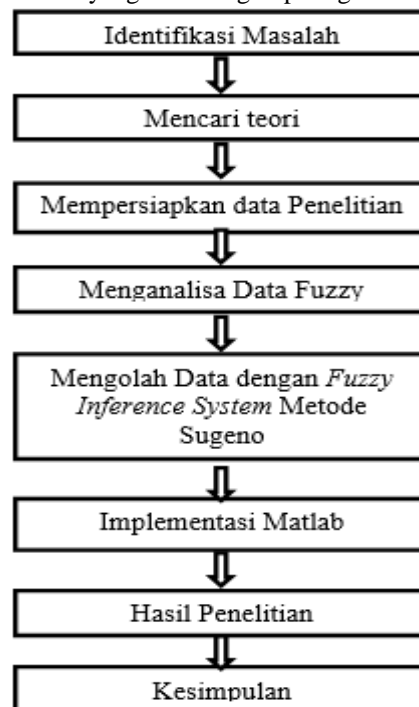 Identifikasi Masalah
Mencari teori
Mempersiapkan data Penelitian
Menganalisa Data Fuzzy
Mengolah Data dengan Fuzzy
Inference System Metode
Sugeno
Implementasi Matlab
Hasil Penelitian
Kesimpulan